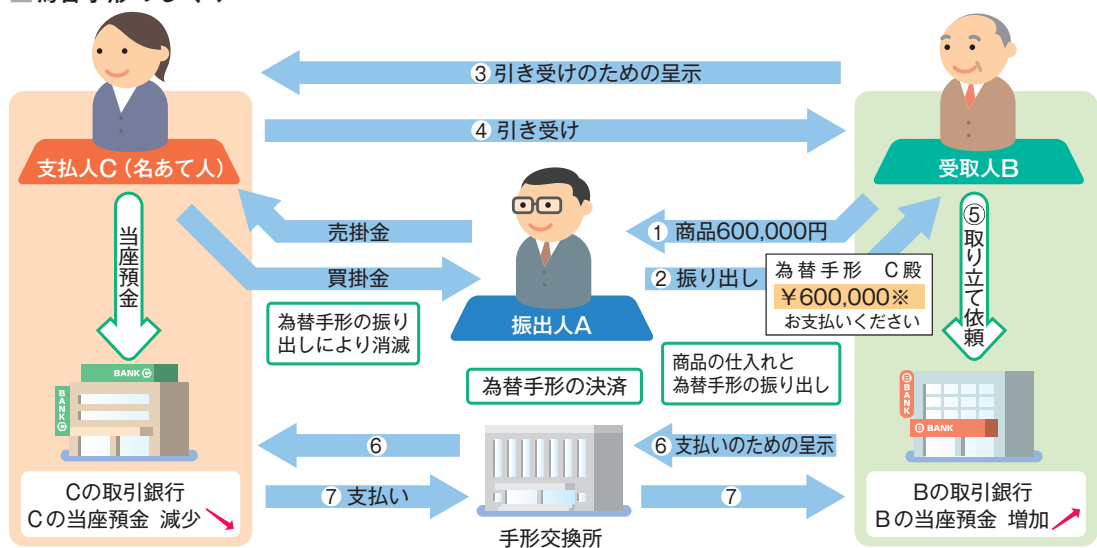 ③ 引き受けのための呈示
④ 引き受け
支払人C(名あて人)
受取人B
売掛金
買掛金
① 商品600,000円
② 振り出し
為替手形 C殿
¥600,000※
お支払いください
当座預金
⑤取り立て依頼
振出人A
為替手形の振り
出しにより消滅
商品の仕入れと
為替手形の振り出し
為替手形の決済
BANK C
BANK C
B BANK
B BANK
⑥
⑥ 支払いのための呈示
⑦ 支払い
⑦
Cの取引銀行
Cの当座預金 減少
手形交換所
Bの取引銀行
Bの当座預金 増加